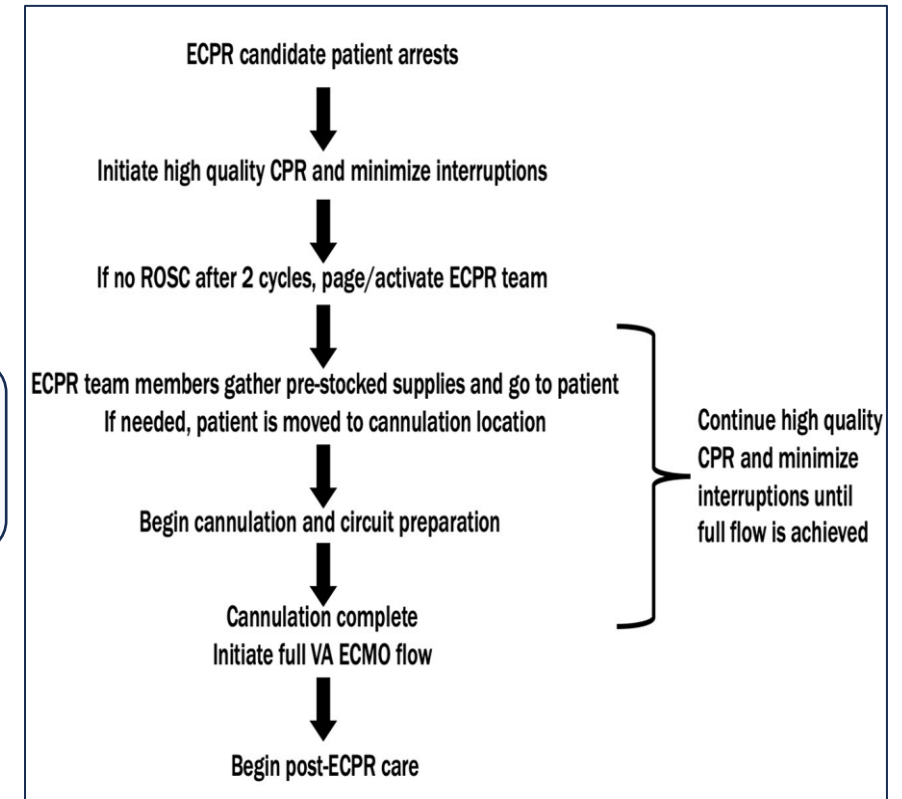 ECPR candidate patient arrests
Initiate high quality CPR and minimize interruptions
If no ROSC after 2 cycles, page/activate ECPR team
ECPR team members gather pre-stocked supplies and go to patient
If needed, patient is moved to cannulation location
Begin cannulation and circuit preparation
Cannulation complete
Initiate full VA ECMO flow
Begin post-ECPR care
Continue high quality
CPR and minimize
interruptions until
full flow is achieved